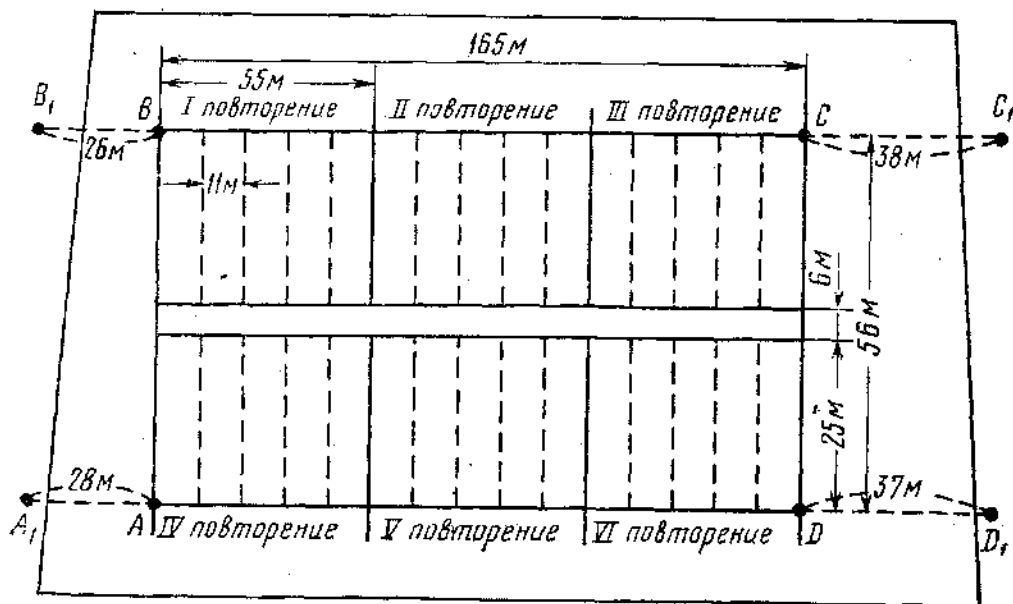 165м
55м
B₁
B
I повторение
II повторение
III повторение
C
C₁
26м
38м
11м
6м
56м
25м
28м
37м
A₁
A
IV повторение
V повторение
VI повторение
D
D₁